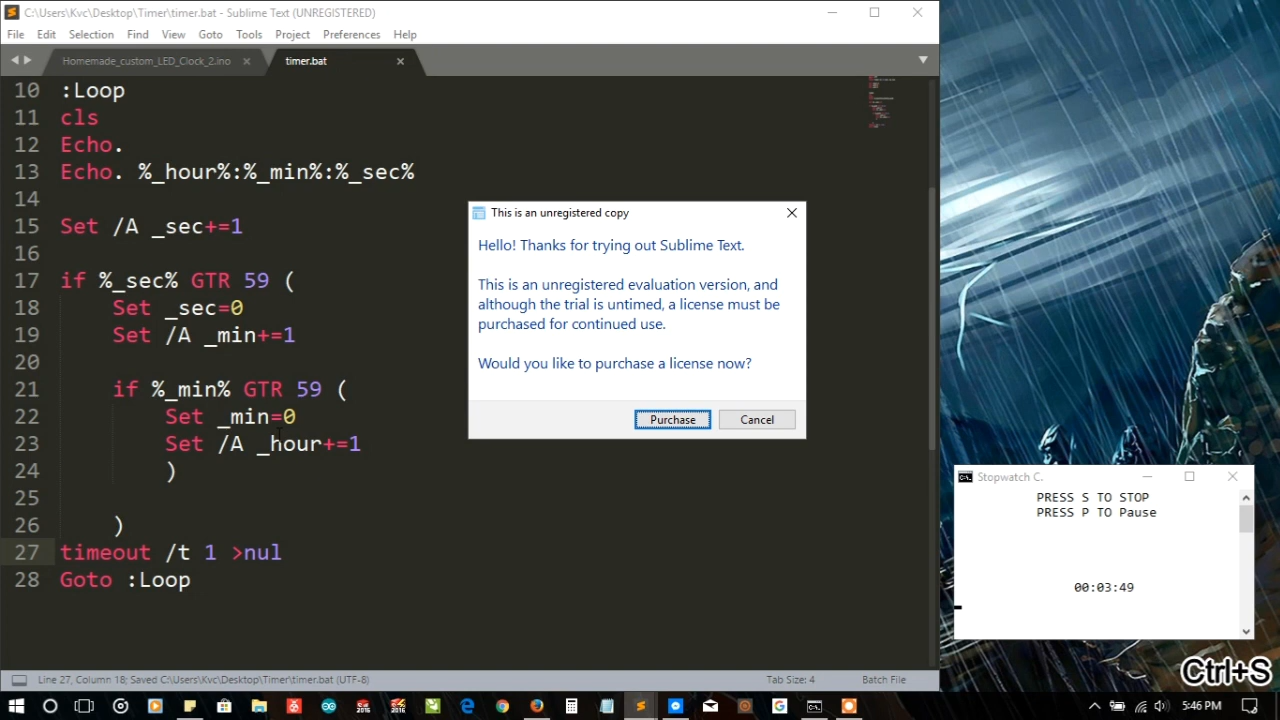 C:\Users\Kvc\Desktop\Timer\timer.bat - Sublime Text (UNREGISTERED)
File Edit Selection Find View Goto Tools Project Preferences Help
Homemade_custom_LED_Clock_2.ino timer.bat
10 :Loop
11 cls
12 Echo.
13 Echo. %_hour%:%_min%:%_sec%
14
15 Set /A _sec+=1
16
17 if %_sec% GTR 59 (
18 Set _sec=0
19 Set /A _min+=1
20
21 if %_min% GTR 59 (
22 Set _min=0
23 Set /A _hour+=1
24 )
25
26 )
27 timeout /t 1 >nul
28 Goto :Loop
This is an unregistered copy
Hello! Thanks for trying out Sublime Text.
This is an unregistered evaluation version, and
although the trial is untimed, a license must be
purchased for continued use.
Would you like to purchase a license now?
Purchase Cancel
Stopwatch C.
PRESS S TO STOP
PRESS P TO Pause
00:03:49
Ctrl+S
Line 27, Column 18; Saved C:\Users\Kvc\Desktop\Timer\timer.bat (UTF-8) Tab Size: 4 Batch File
5:46 PM